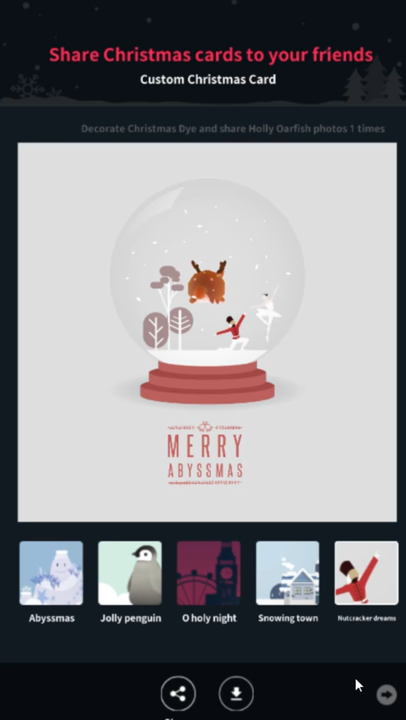 Share Christmas cards to your friends
Custom Christmas Card
Decorate Christmas Dye and share Holly Oarfish photos 1 times
MERRY
ABYSSMAS
Abyssmas
Jolly penguin
O holy night
Snowing town
Nutcracker dreams